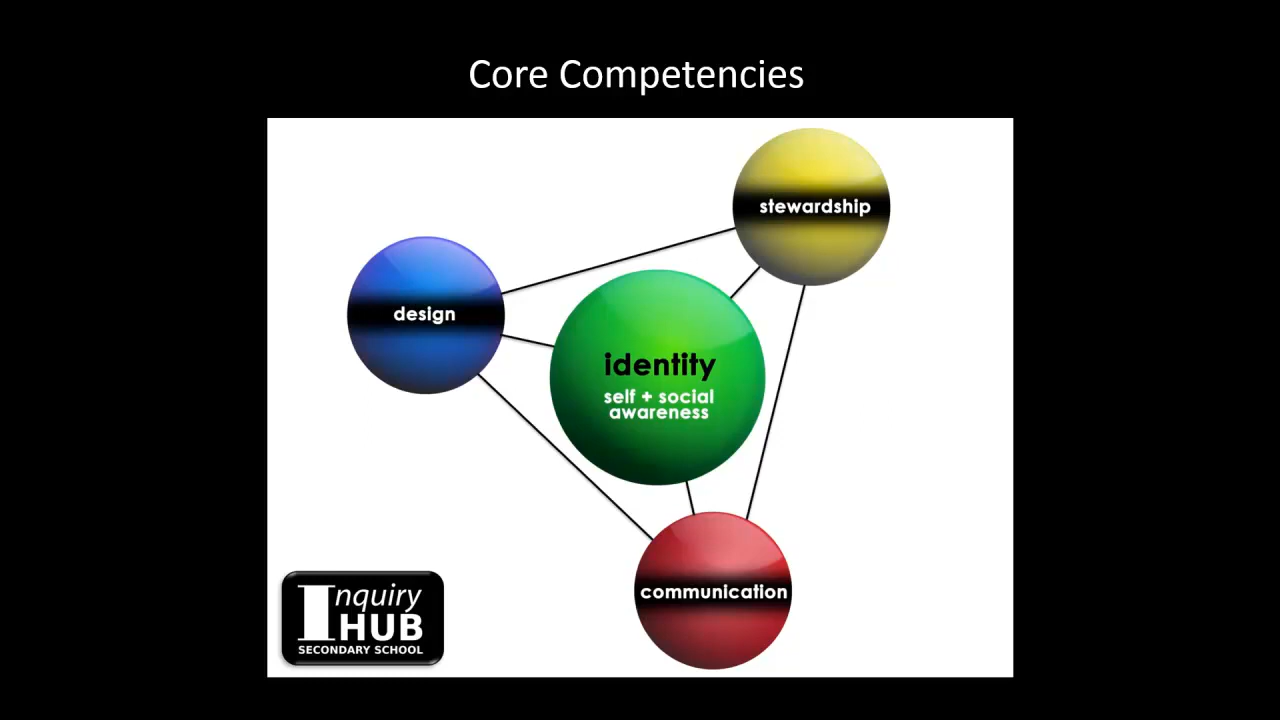 Core Competencies
stewardship
design
identity
self + social
awareness
communication
Inquiry
HUB
SECONDARY SCHOOL